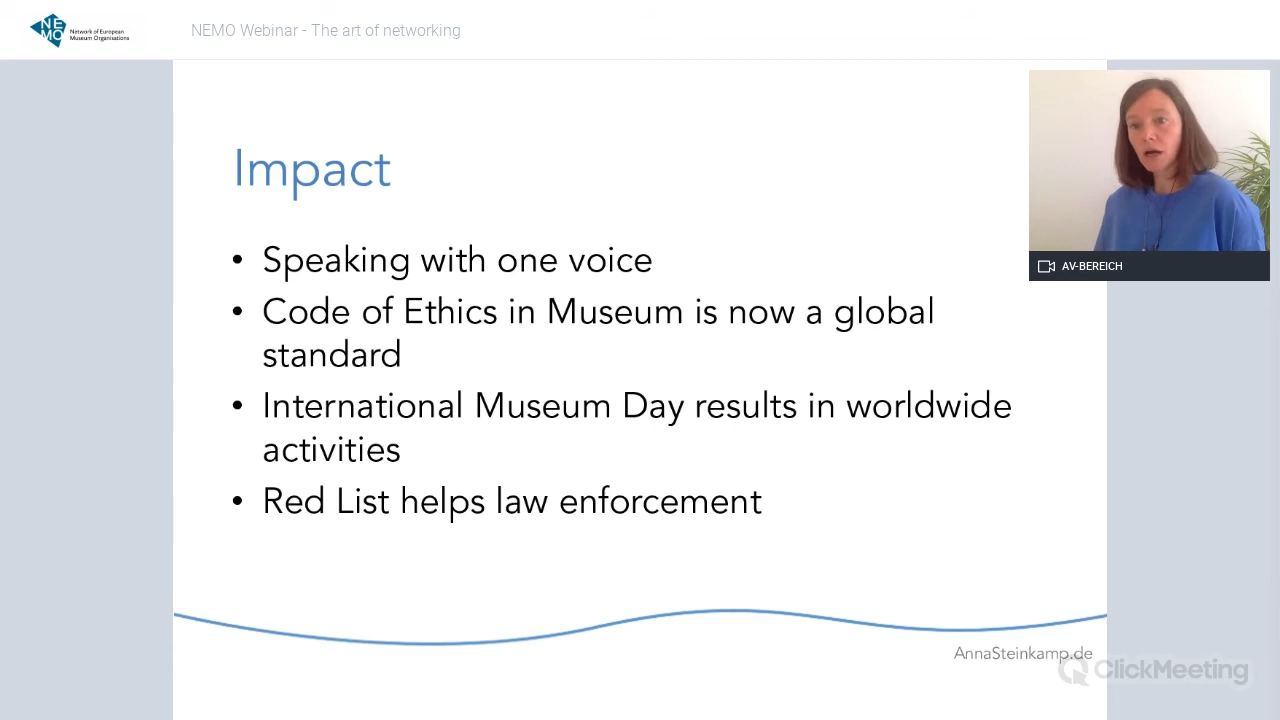 NE
MO
Network of European
Museum Organisations
NEMO Webinar - The art of networking
Impact
• Speaking with one voice
• Code of Ethics in Museum is now a global
standard
• International Museum Day results in worldwide
activities
• Red List helps law enforcement
AV-BEREICH
AnnaSteinkamp.de
ClickMeeting